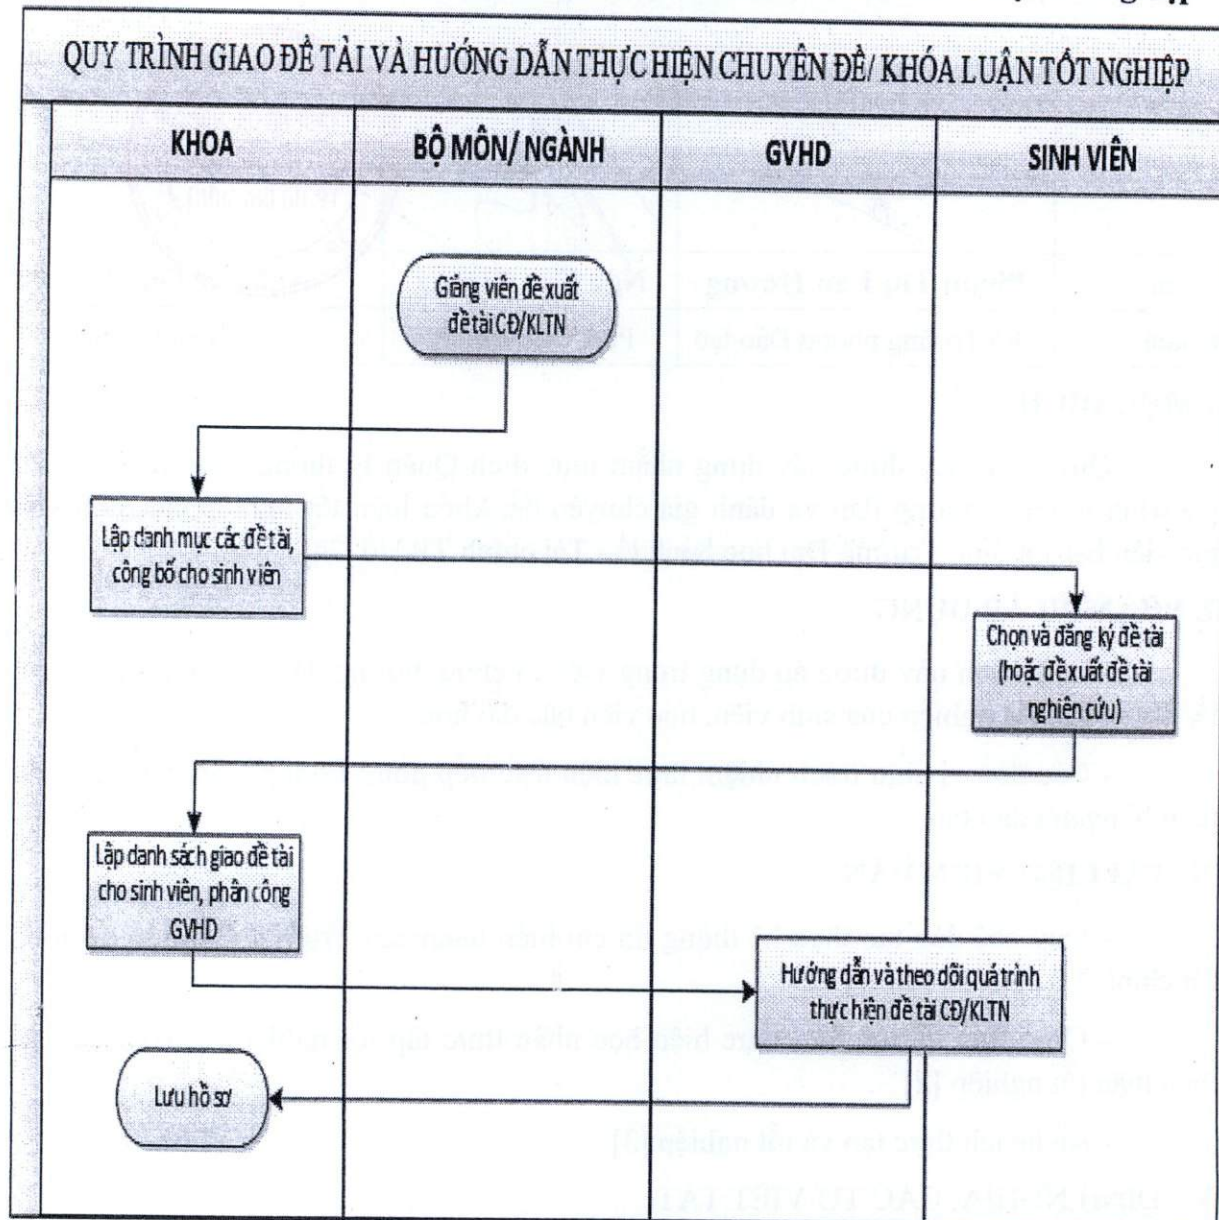 QUY TRÌNH GIAO ĐỀ TÀI VÀ HƯỚNG DẪN THỰC HIỆN CHUYÊN ĐỀ/ KHÓA LUẬN TỐT NGHIỆP
KHOA
BỘ MÔN/ NGÀNH
GVHD
SINH VIÊN
Giảng viên đề xuất
đề tài CĐ/KLTN
Lập danh mục các đề tài,
công bố cho sinh viên
Chọn và đăng ký đề tài
(hoặc đề xuất đề tài
nghiên cứu)
Lập danh sách giao đề tài
cho sinh viên, phân công
GVHD
Hướng dẫn và theo dõi quá trình
thực hiện đề tài CĐ/KLTN
Lưu hồ sơ